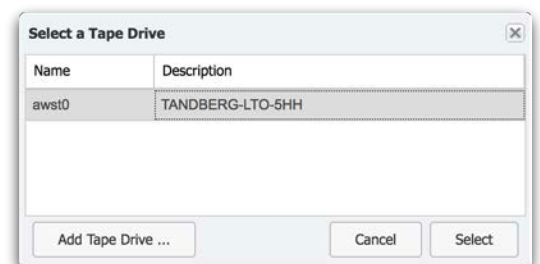 Select a Tape Drive
Name Description
awst0 TANDBERG-LTO-5HH
Add Tape Drive ... Cancel Select